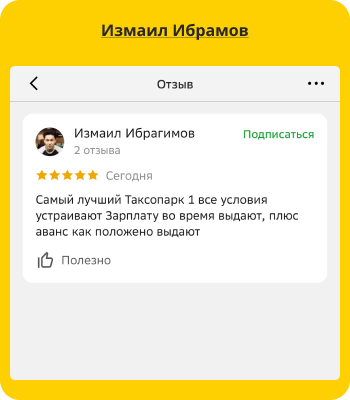 Измаил Ибрамов
Отзыв
Измаил Ибрагимов
Подписаться
2 отзыва
Сегодня
Самый лучший Таксопарк 1 все условия
устраивают Зарплату во время выдают, плюс
аванс как положено выдают
Полезно